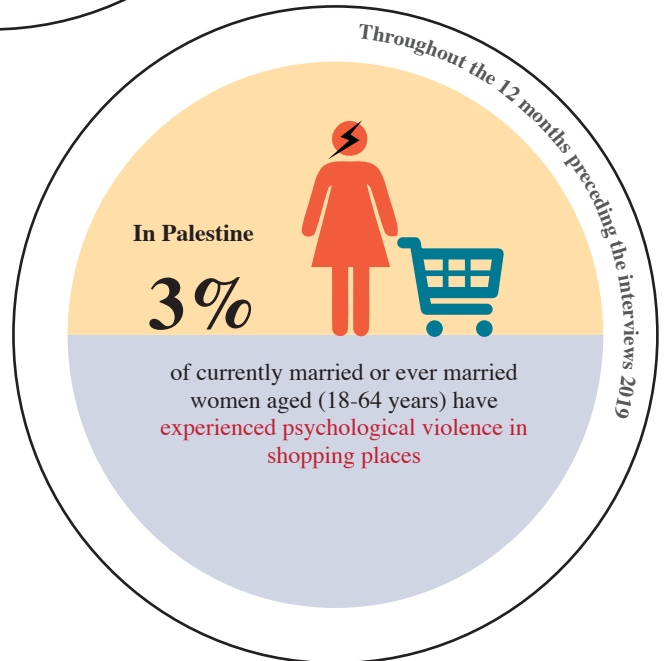 Throughout the 12 months preceding the interviews 2019
In Palestine
3%
of currently married or ever married
women aged (18-64 years) have
experienced psychological violence in
shopping places